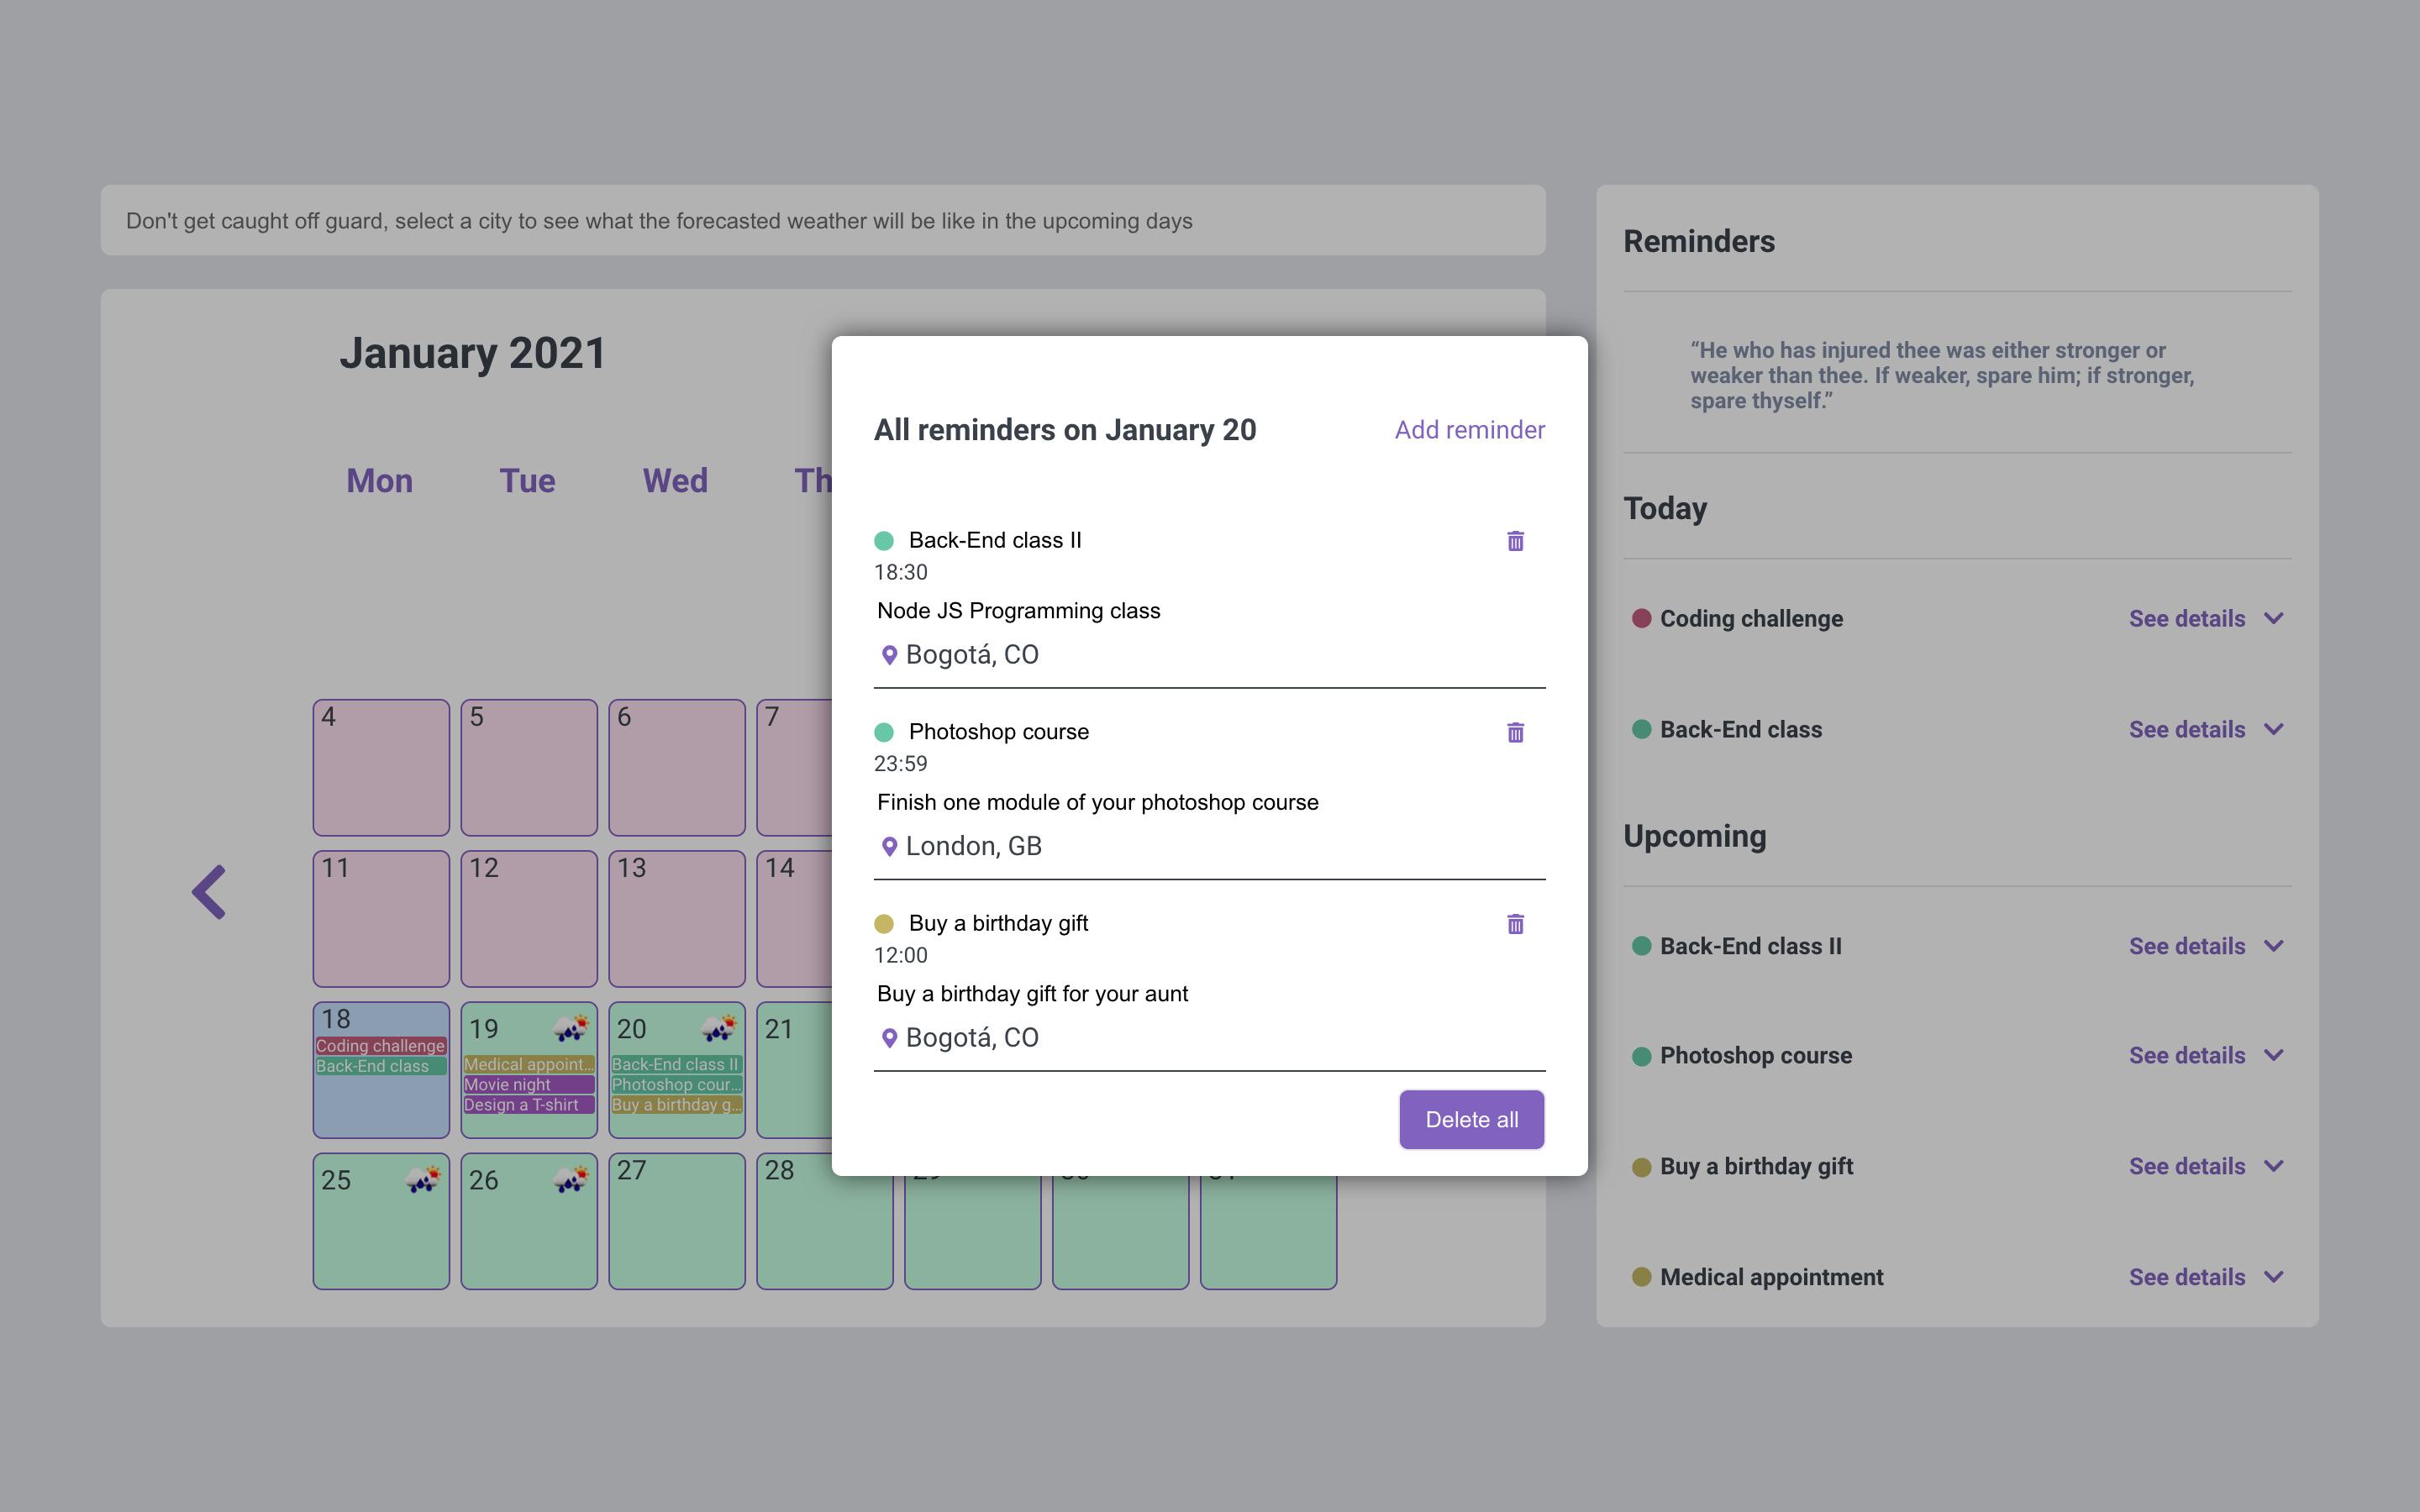 Don't get caught off guard, select a city to see what the forecasted weather will be like in the upcoming days
January 2021
Mon Tue Wed
4 5 6 7
11 12 13 14
18 19 20 21
Coding challenge
Back-End class
Medical appoint...
Movie night
Design a T-shirt
Back-End class II
Photoshop cour...
Buy a birthday g...
25 26 27 28
All reminders on January 20
Add reminder
Back-End class II
18:30
Node JS Programming class
Bogotá, CO
Photoshop course
23:59
Finish one module of your photoshop course
London, GB
Buy a birthday gift
12:00
Buy a birthday gift for your aunt
Bogotá, CO
Delete all
Reminders
“He who has injured thee was either stronger or
weaker than thee. If weaker, spare him; if stronger,
spare thyself.”
Today
Coding challenge See details
Back-End class See details
Upcoming
Back-End class II See details
Photoshop course See details
Buy a birthday gift See details
Medical appointment See details